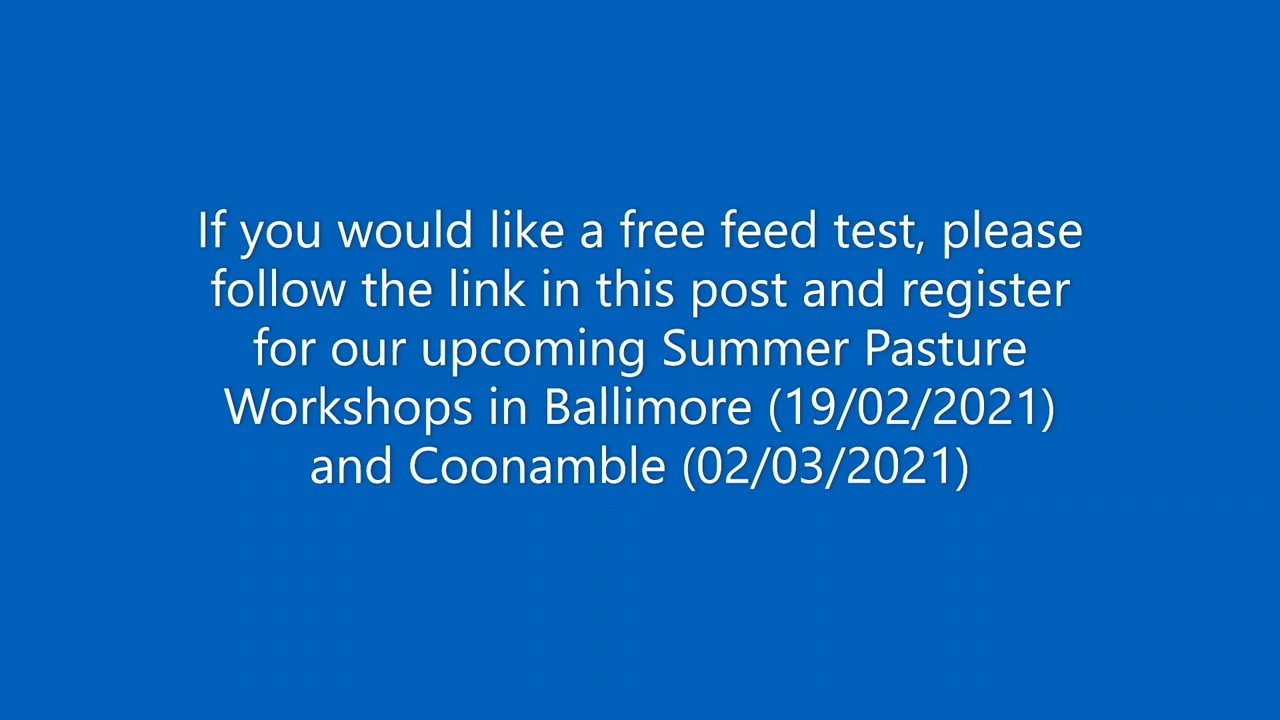 If you would like a free feed test, please
follow the link in this post and register
for our upcoming Summer Pasture
Workshops in Ballimore (19/02/2021)
and Coonamble (02/03/2021)